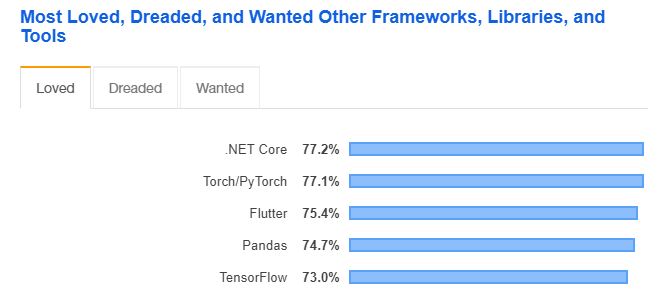 Most Loved, Dreaded, and Wanted Other Frameworks, Libraries, and
Tools
Loved Dreaded Wanted
.NET Core 77.2%
Torch/PyTorch 77.1%
Flutter 75.4%
Pandas 74.7%
TensorFlow 73.0%